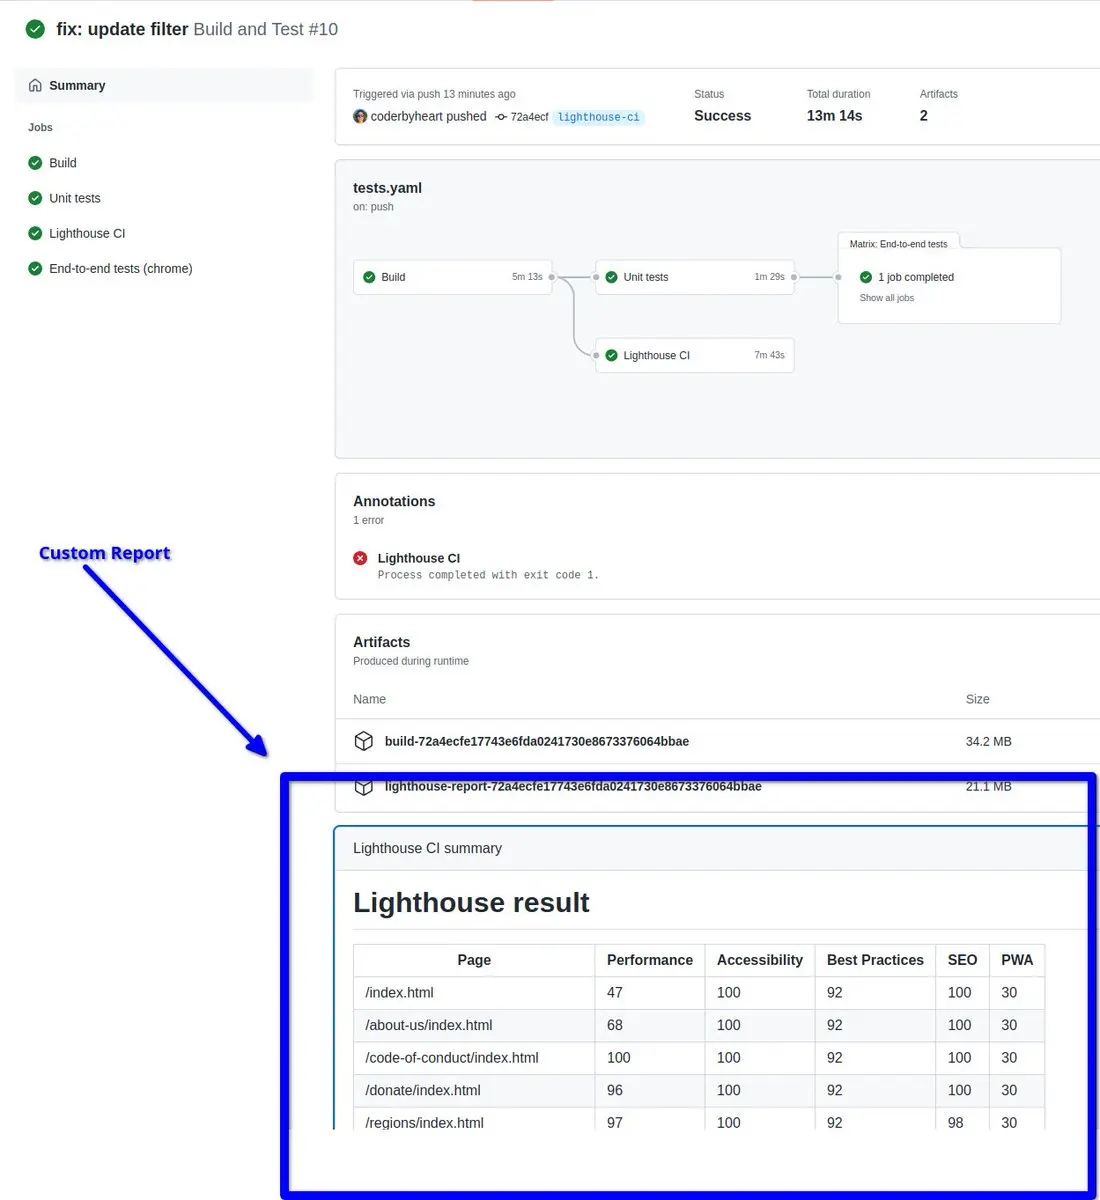 fix: update filter Build and Test #10
Summary
Jobs
Build
Unit tests
Lighthouse CI
End-to-end tests (chrome)
Triggered via push 13 minutes ago
coderbyheart pushed 72a4ecf lighthouse-ci
Status
Success
Total duration
13m 14s
Artifacts
2
tests.yaml
on: push
Build 5m 13s
Unit tests 1m 29s
Matrix: End-to-end tests
1 job completed
Show all jobs
Lighthouse CI 7m 43s
Annotations
1 error
Lighthouse CI
Process completed with exit code 1.
Custom Report
Artifacts
Produced during runtime
Name Size
build-72a4ecfe17743e6fda0241730e8673376064bbae 34.2 MB
lighthouse-report-72a4ecfe17743e6fda0241730e8673376064bbae 21.1 MB
Lighthouse CI summary
Lighthouse result
Page Performance Accessibility Best Practices SEO PWA
/index.html 47 100 92 100 30
/about-us/index.html 68 100 92 100 30
/code-of-conduct/index.html 100 100 92 100 30
/donate/index.html 96 100 92 100 30
/regions/index.html 97 100 92 98 30